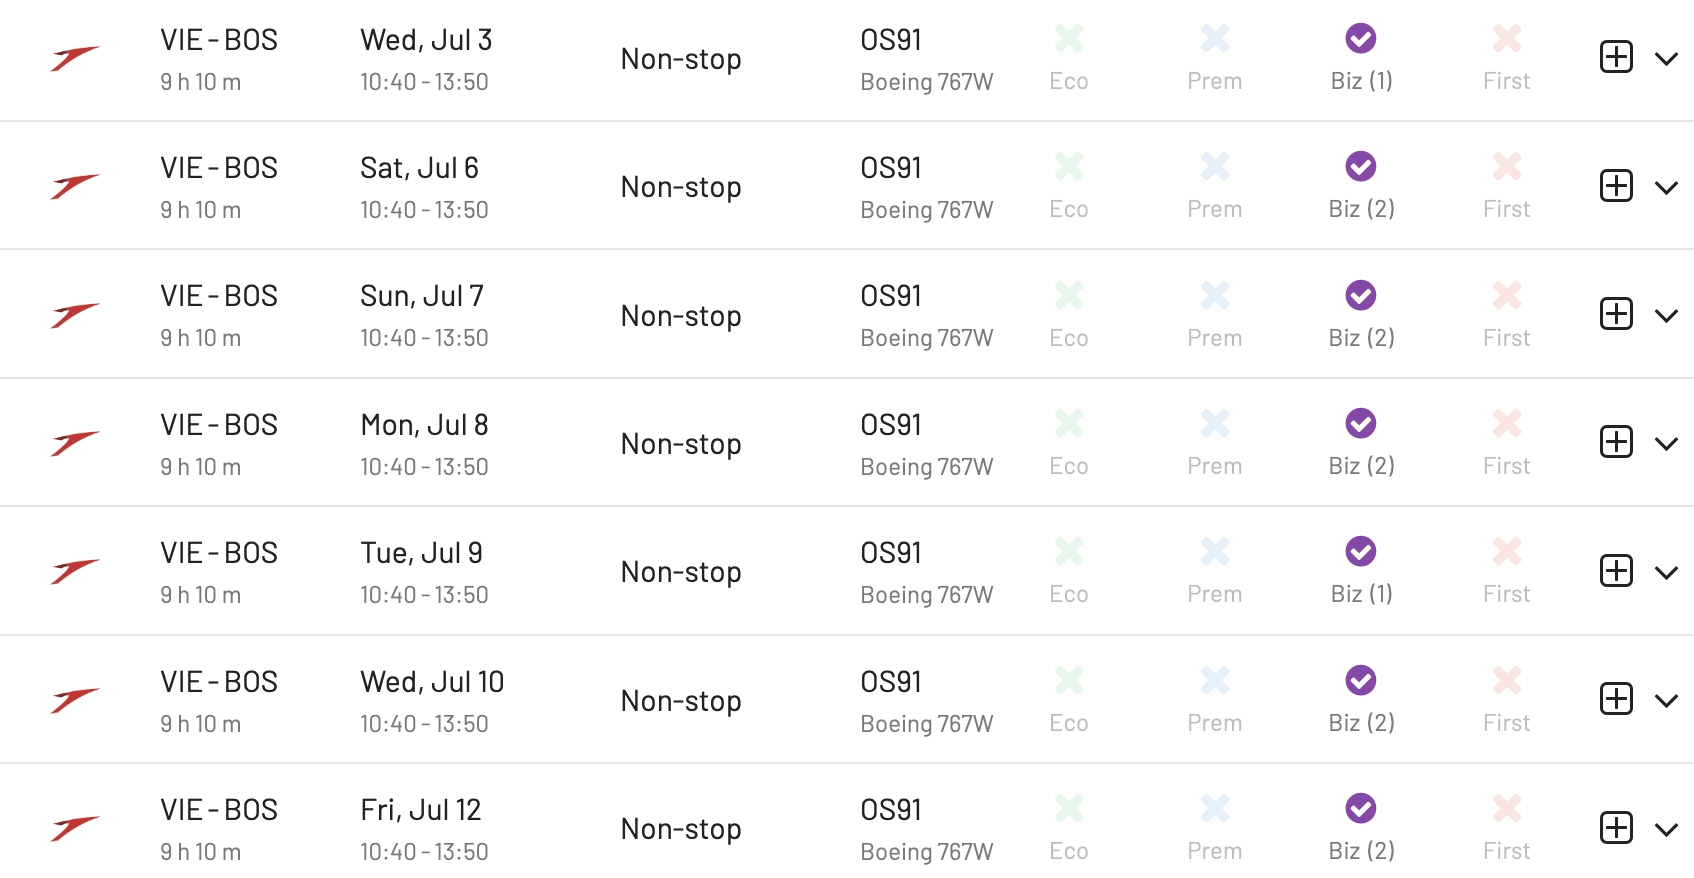 VIE - BOS Wed, Jul 3 Non-stop OS91
9 h 10 m 10:40 - 13:50 Boeing 767W Eco Prem Biz (1) First
VIE - BOS Sat, Jul 6 Non-stop OS91
9 h 10 m 10:40 - 13:50 Boeing 767W Eco Prem Biz (2) First
VIE - BOS Sun, Jul 7 Non-stop OS91
9 h 10 m 10:40 - 13:50 Boeing 767W Eco Prem Biz (2) First
VIE - BOS Mon, Jul 8 Non-stop OS91
9 h 10 m 10:40 - 13:50 Boeing 767W Eco Prem Biz (2) First
VIE - BOS Tue, Jul 9 Non-stop OS91
9 h 10 m 10:40 - 13:50 Boeing 767W Eco Prem Biz (1) First
VIE - BOS Wed, Jul 10 Non-stop OS91
9 h 10 m 10:40 - 13:50 Boeing 767W Eco Prem Biz (2) First
VIE - BOS Fri, Jul 12 Non-stop OS91
9 h 10 m 10:40 - 13:50 Boeing 767W Eco Prem Biz (2) First